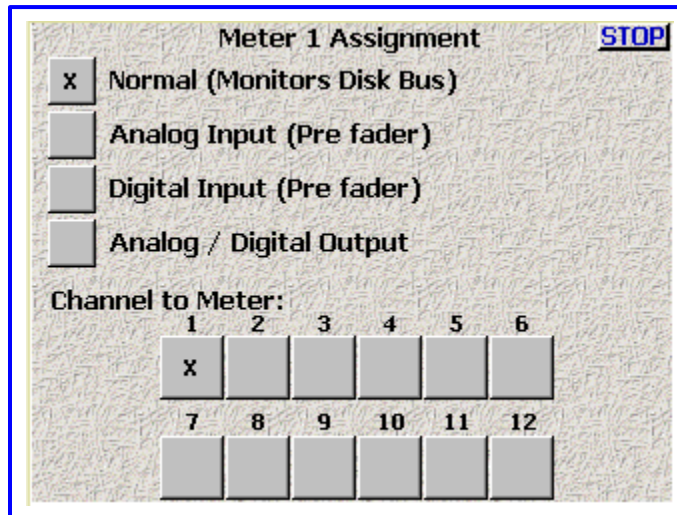 Meter 1 Assignment STOP
x Normal (Monitors Disk Bus)
Analog Input (Pre fader)
Digital Input (Pre fader)
Analog / Digital Output
Channel to Meter:
1 2 3 4 5 6
x
7 8 9 10 11 12